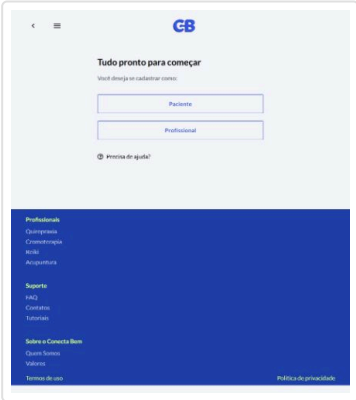 CB
Tudo pronto para começar
Você deseja se cadastrar como:
Paciente
Profissional
Precisa de ajuda?
Profissionais
Quiropraxia
Cromoterapia
Reiki
Acupuntura
Suporte
FAQ
Contatos
Tutoriais
Sobre o Conecta Bem
Quem Somos
Valores
Termos de uso
Política de privacidade